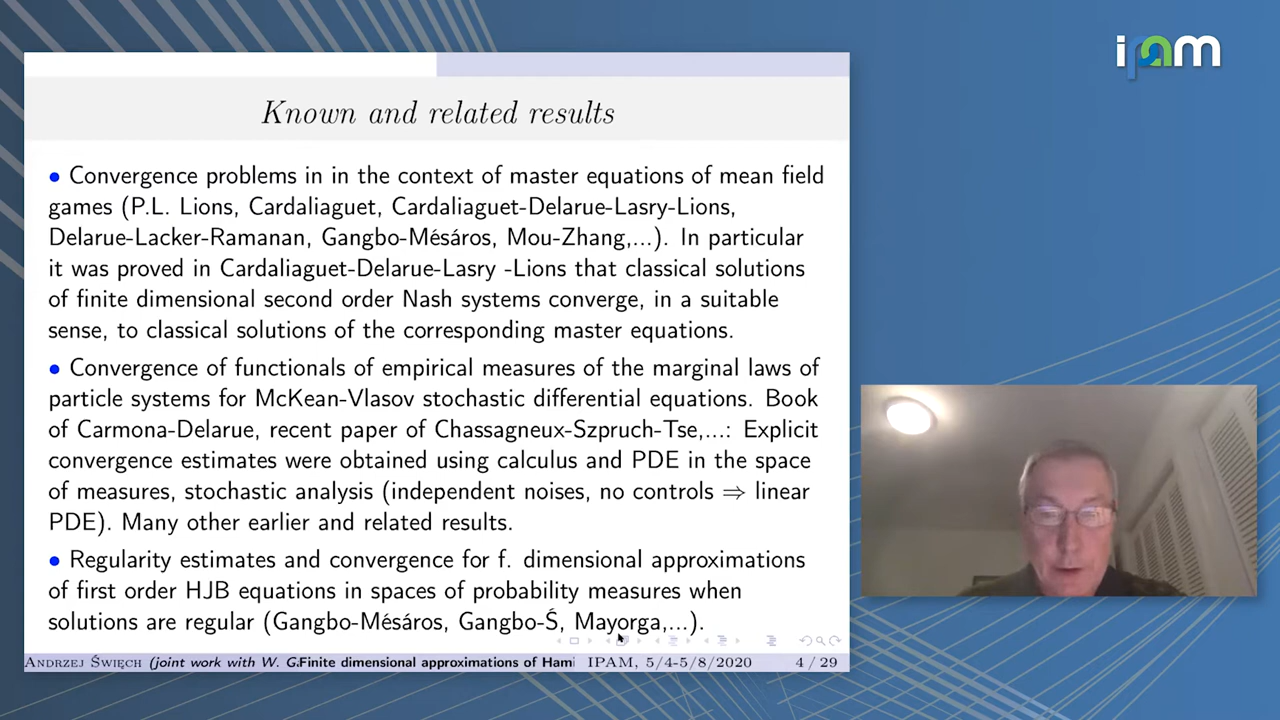 ipam
Known and related results
• Convergence problems in in the context of master equations of mean field
games (P.L. Lions, Cardaliaguet, Cardaliaguet-Delarue-Lasry-Lions,
Delarue-Lacker-Ramanan, Gangbo-Mésáros, Mou-Zhang,...). In particular
it was proved in Cardaliaguet-Delarue-Lasry -Lions that classical solutions
of finite dimensional second order Nash systems converge, in a suitable
sense, to classical solutions of the corresponding master equations.
• Convergence of functionals of empirical measures of the marginal laws of
particle systems for McKean-Vlasov stochastic differential equations. Book
of Carmona-Delarue, recent paper of Chassagneux-Szpruch-Tse,...: Explicit
convergence estimates were obtained using calculus and PDE in the space
of measures, stochastic analysis (independent noises, no controls ⇒ linear
PDE). Many other earlier and related results.
• Regularity estimates and convergence for f. dimensional approximations
of first order HJB equations in spaces of probability measures when
solutions are regular (Gangbo-Mésáros, Gangbo-Ś, Mayorga,...).
Andrzej Święch (joint work with W. G.Finite dimensional approximations of Hami IPAM, 5/4-5/8/2020 4 / 29